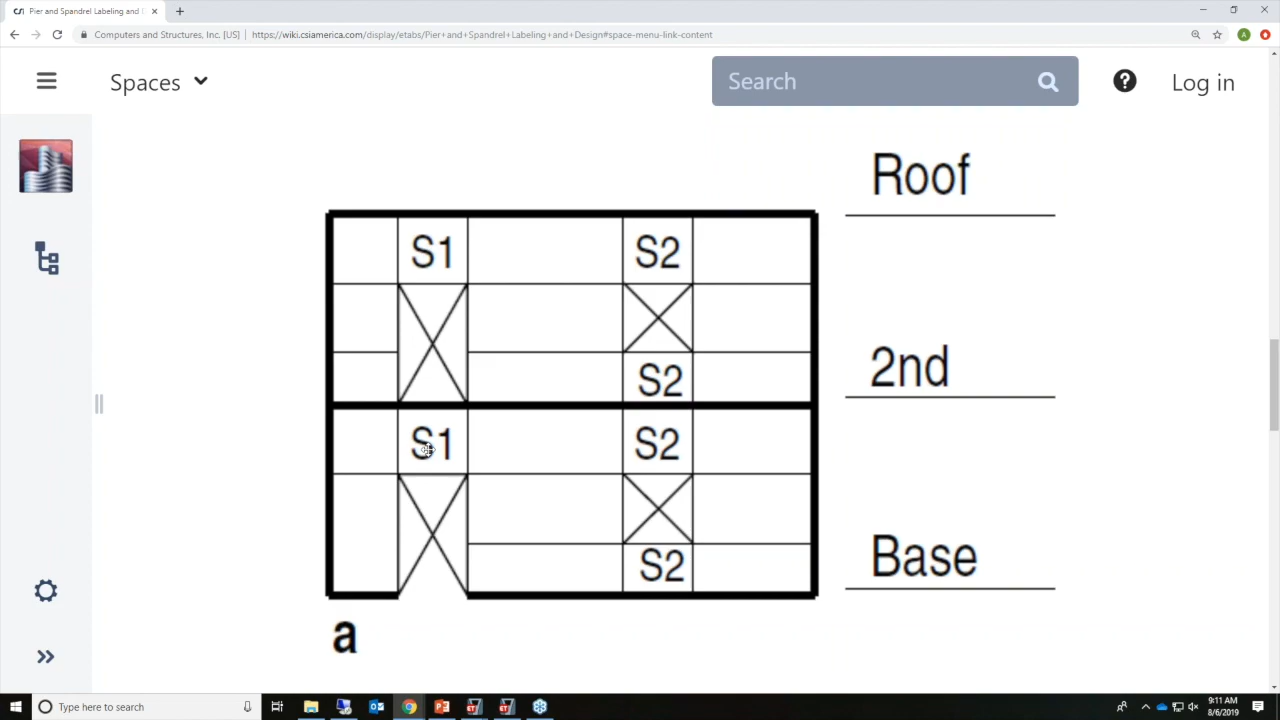 Pier and Spandrel Labeling and
Computers and Structures, Inc. [US]
https://wiki.csiamerica.com/display/etabs/Pier+and+Spandrel+Labeling+and+Design#space-menu-link-content
A
Spaces
Search
?
Log in
Roof
S1
S2
2nd
S2
S1
S2
Base
S2
a
Type here to search
9:11 AM
8/6/2019